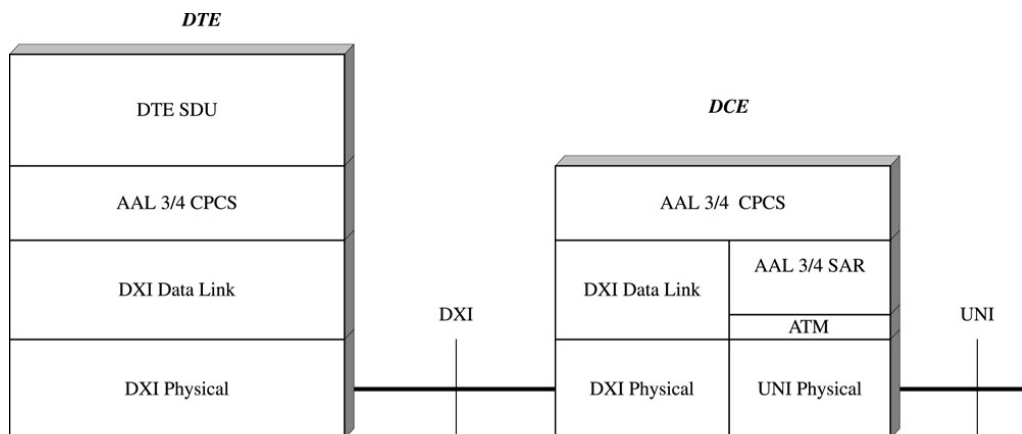 DTE
DTE SDU
AAL 3/4 CPCS
DXI Data Link
DXI Physical
DXI
DCE
AAL 3/4 CPCS
DXI Data Link
AAL 3/4 SAR
ATM
DXI Physical
UNI Physical
UNI